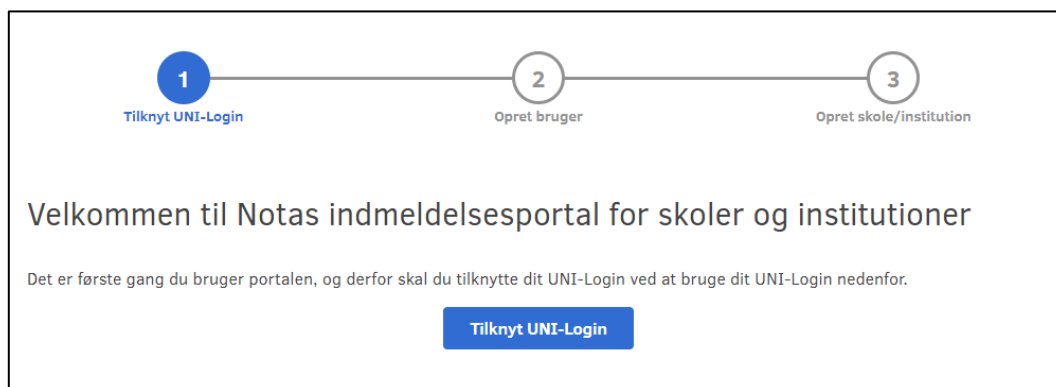 1
2
3
Tilknyt UNI-Login
Opret bruger
Opret skole/institution
Velkommen til Notas indmeldelsesportal for skoler og institutioner
Det er første gang du bruger portalen, og derfor skal du tilknytte dit UNI-Login ved at bruge dit UNI-Login nedenfor.
Tilknyt UNI-Login